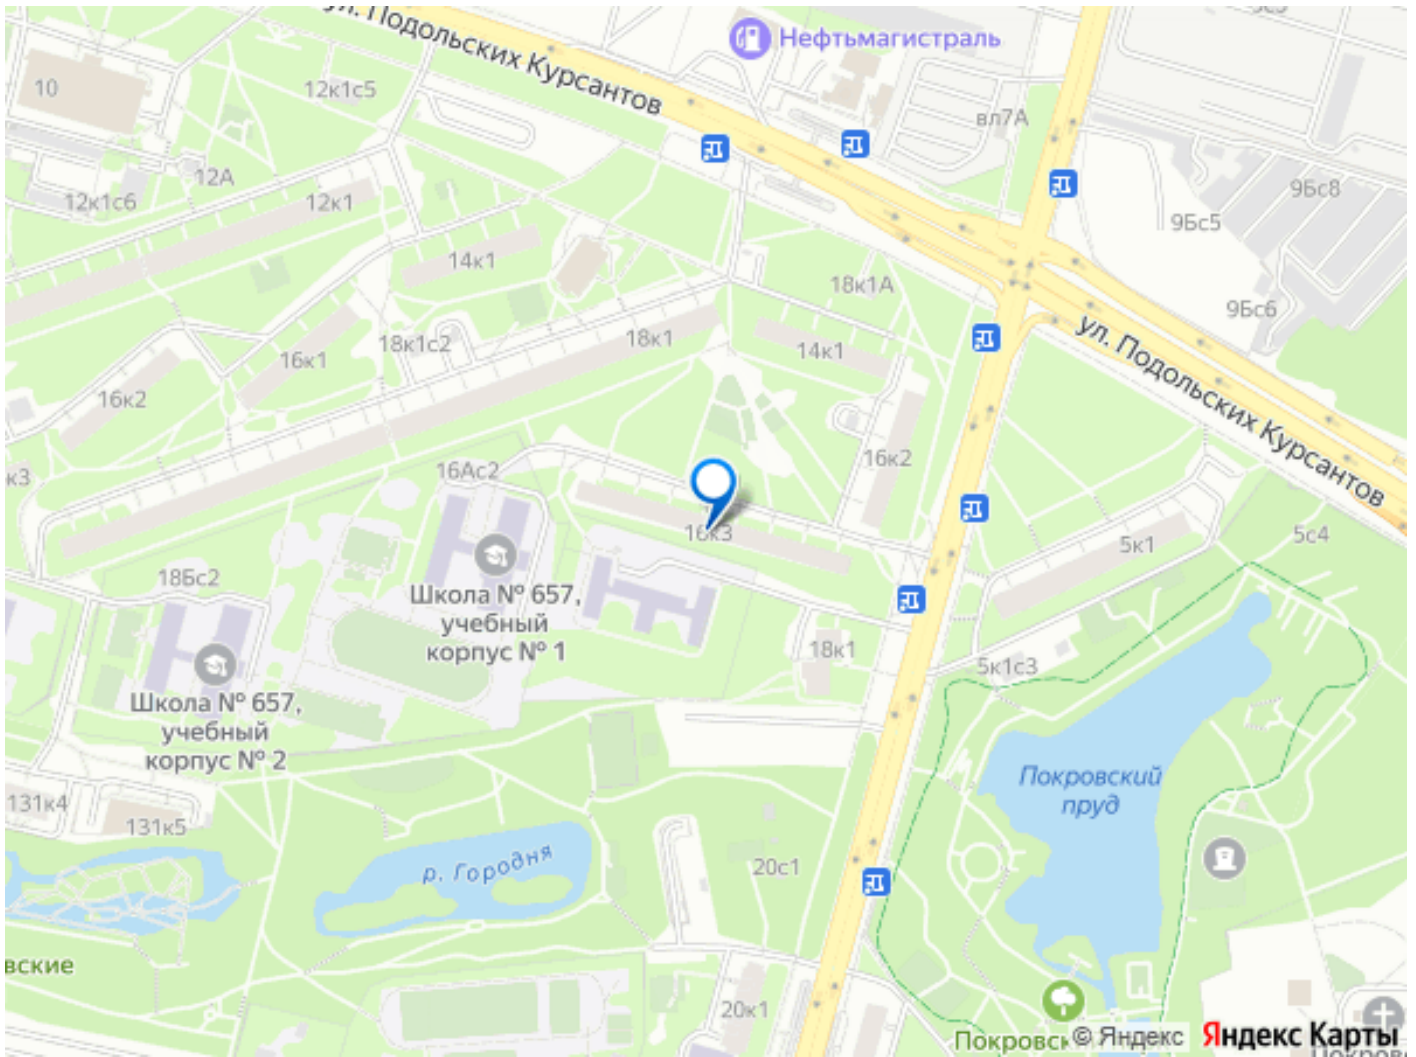 ул. Подольских Курсантов
Нефтьмагистраль
10
12к1с5
вл7А
12А
12к1с6
12к1
9Бс8
9Бс5
14к1
18к1А
9Бс6
18к1с2
18к1
14к1
16к1
16к2
ул. Подольских Курсантов
к3
16Ас2
16к2
16к3
5к1
5с4
18Бс2
Школа № 657,
учебный
корпус № 1
18к1
5к1с3
Школа № 657,
учебный
корпус № 2
Покровский
пруд
131к4
131к5
р. Городня
20с1
вские
20к1
Покровск
© Яндекс
Яндекс Карты